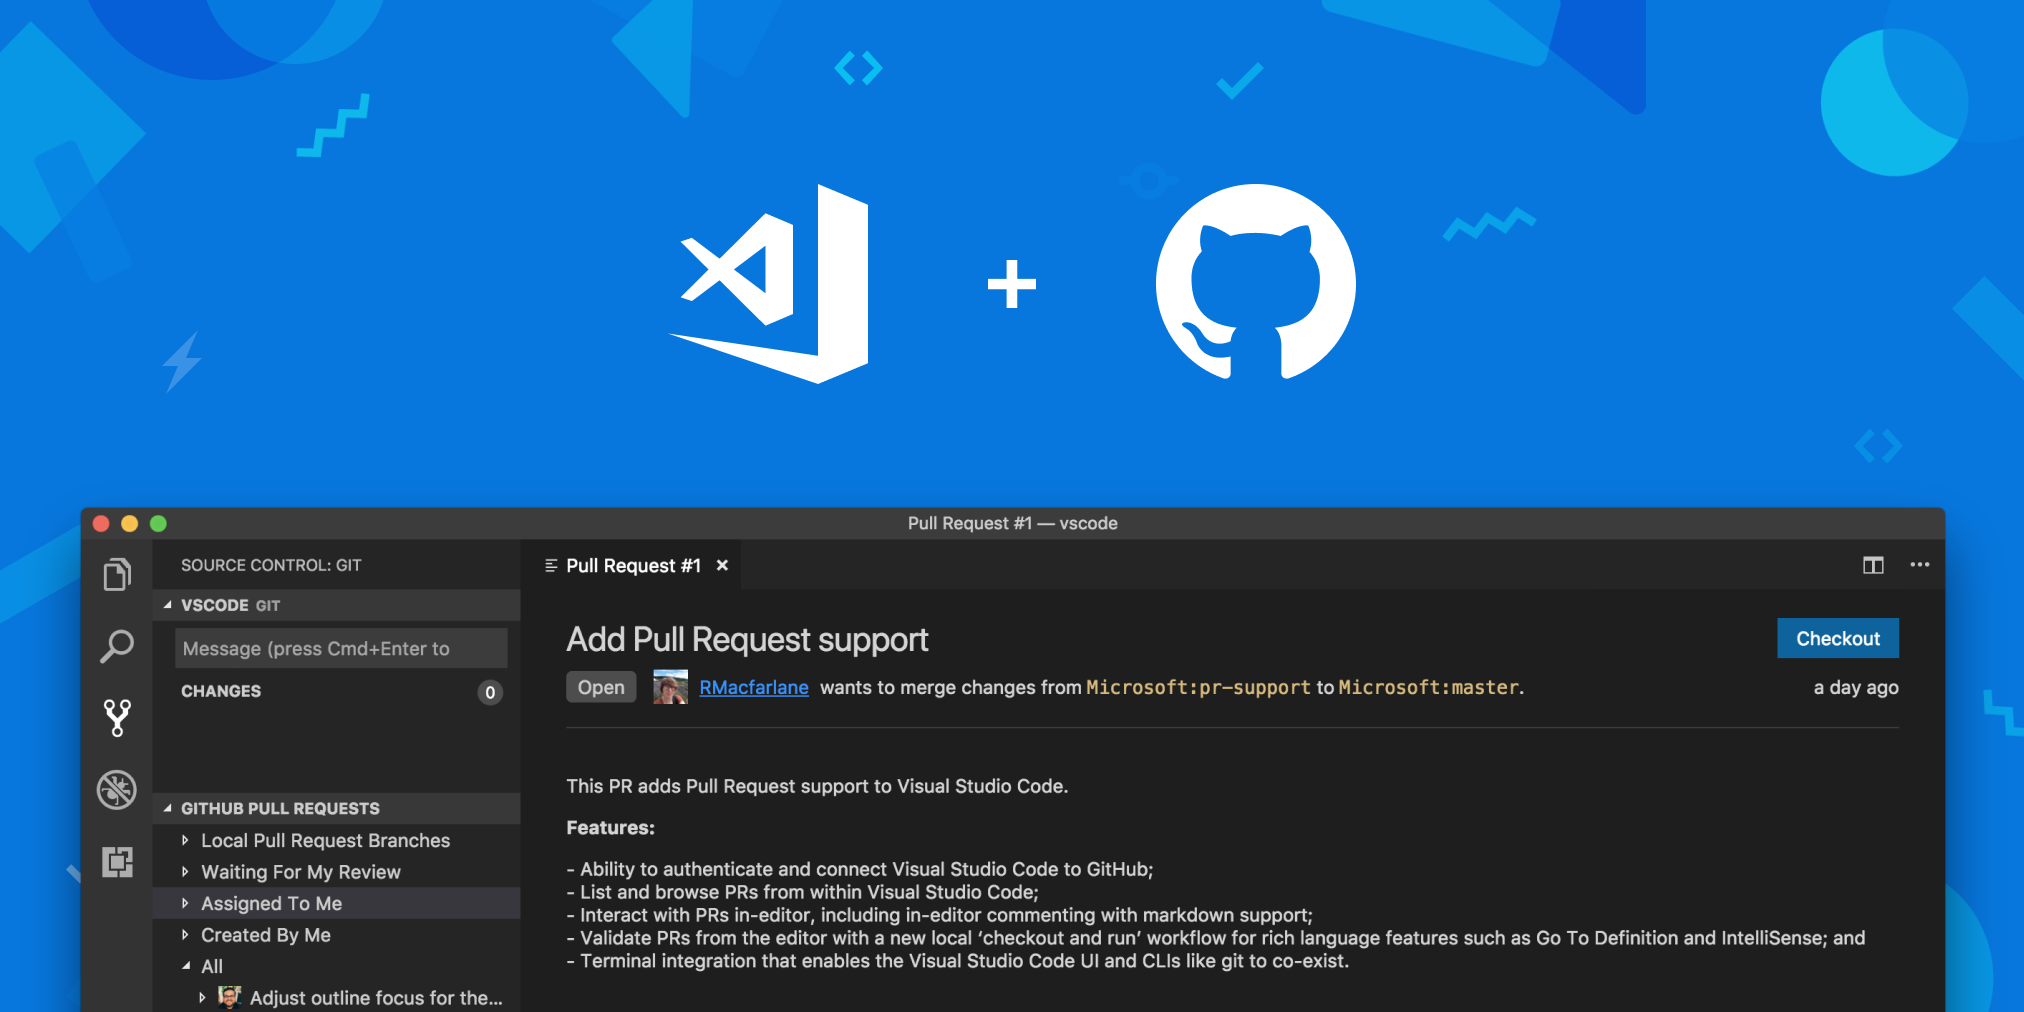 Pull Request #1 — vscode
SOURCE CONTROL: GIT
VSCODE GIT
Message (press Cmd+Enter to
CHANGES 0
GITHUB PULL REQUESTS
Local Pull Request Branches
Waiting For My Review
Assigned To Me
Created By Me
All
Adjust outline focus for the...
Pull Request #1
Add Pull Request support
Checkout
Open RMacfarlane wants to merge changes from Microsoft:pr-support to Microsoft:master.
a day ago
This PR adds Pull Request support to Visual Studio Code.
Features:
- Ability to authenticate and connect Visual Studio Code to GitHub;
- List and browse PRs from within Visual Studio Code;
- Interact with PRs in-editor, including in-editor commenting with markdown support;
- Validate PRs from the editor with a new local ‘checkout and run’ workflow for rich language features such as Go To Definition and IntelliSense; and
- Terminal integration that enables the Visual Studio Code UI and CLIs like git to co-exist.